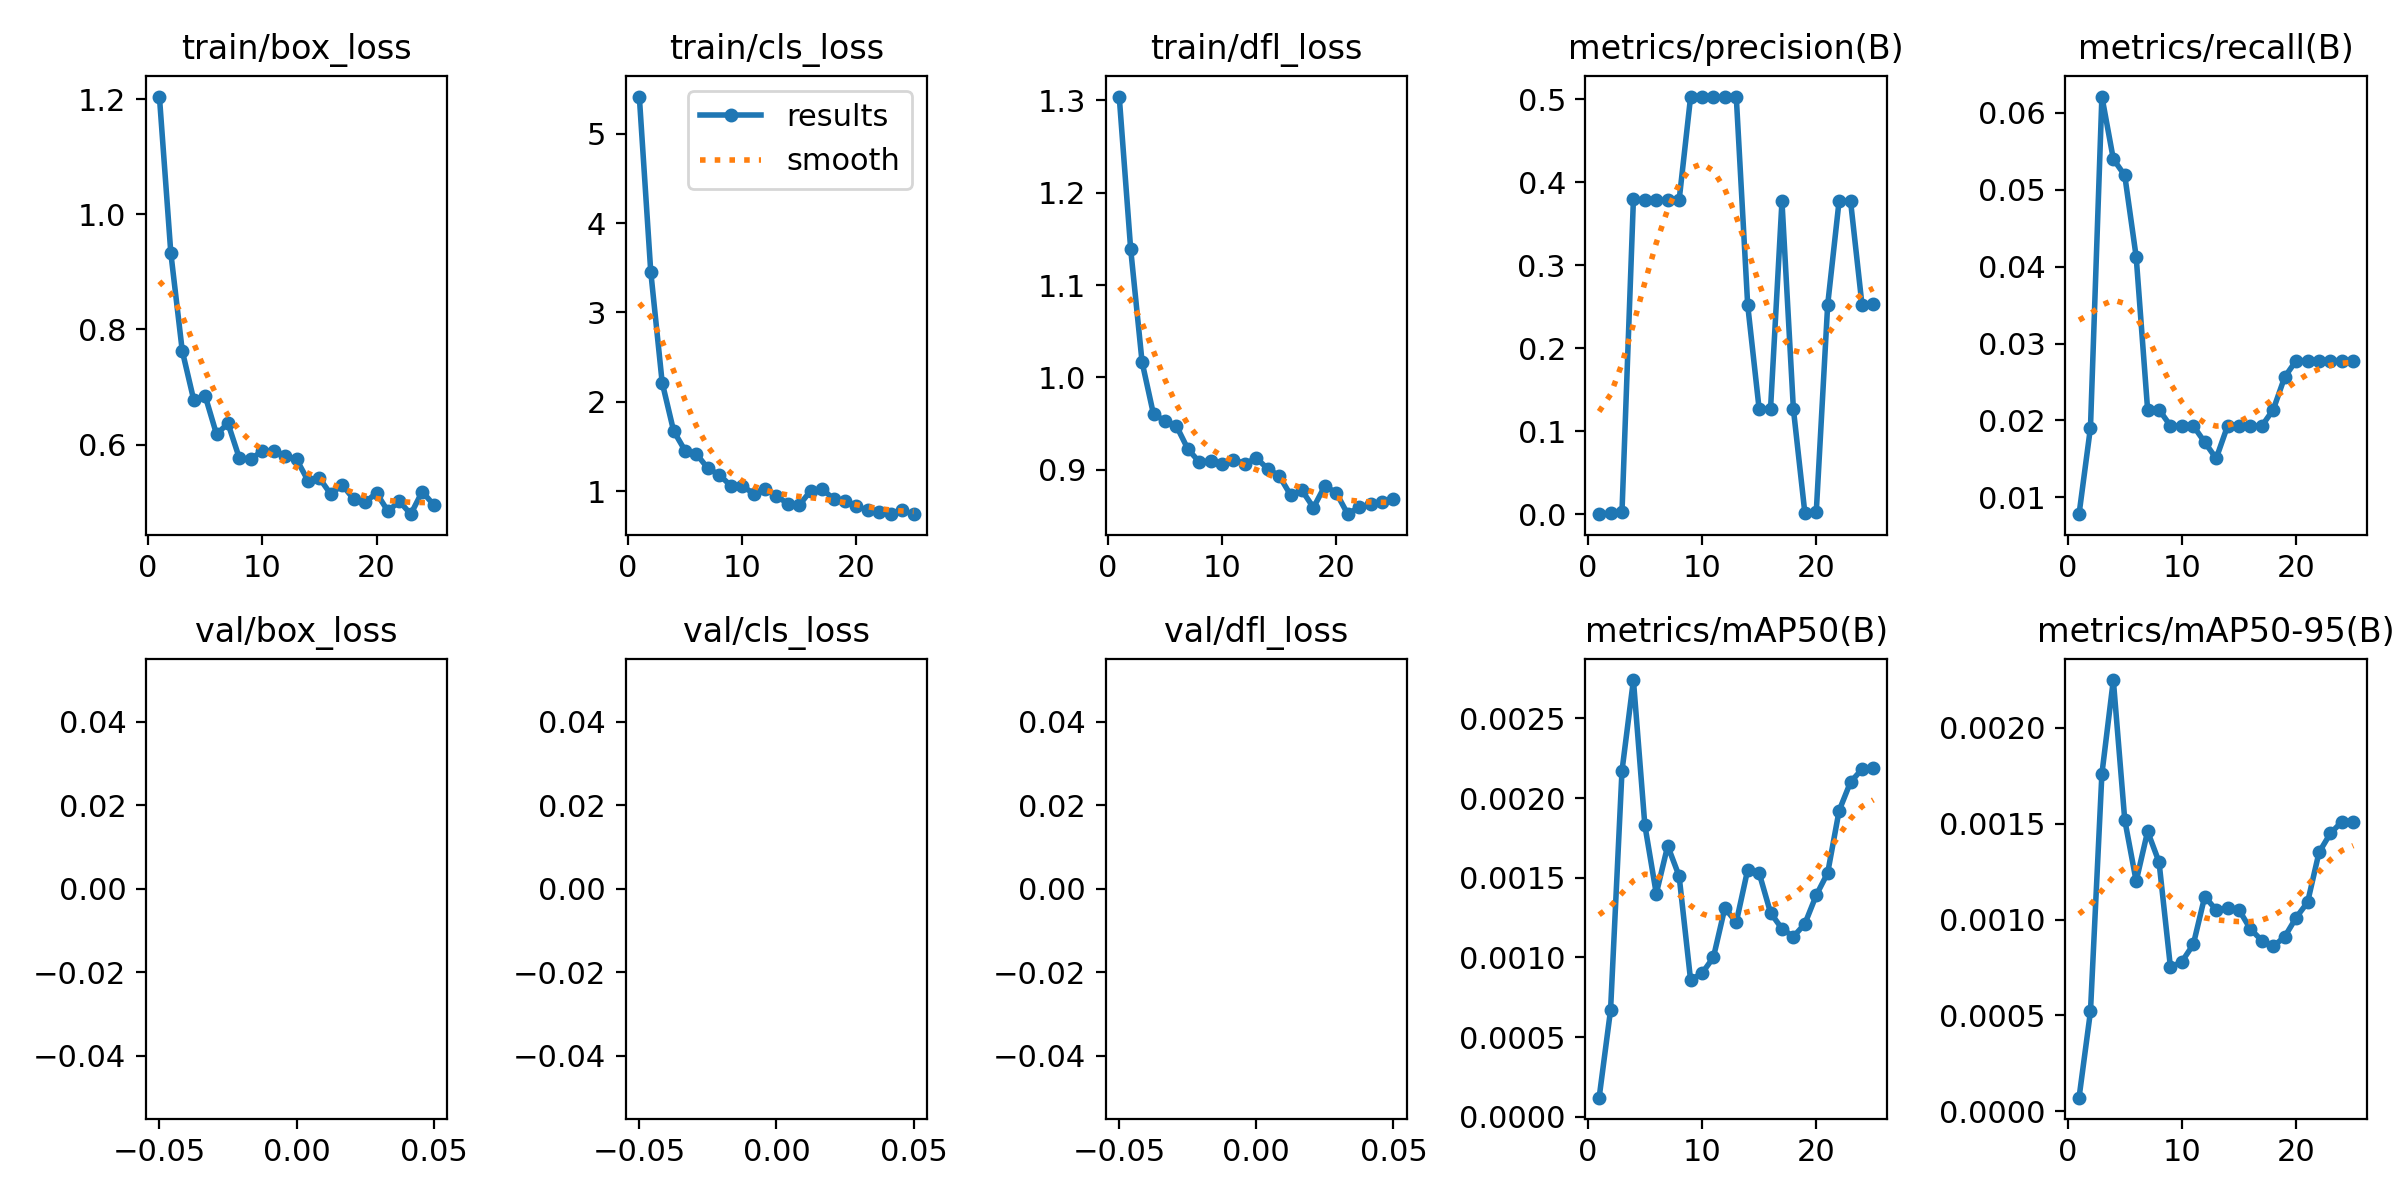 train/box_loss
1.2
1.0
0.8
0.6
0 10 20
train/cls_loss
results
smooth
5
4
3
2
1
0 10 20
train/dfl_loss
1.3
1.2
1.1
1.0
0.9
0 10 20
metrics/precision(B)
0.5
0.4
0.3
0.2
0.1
0.0
0 10 20
metrics/recall(B)
0.06
0.05
0.04
0.03
0.02
0.01
0 10 20
val/box_loss
0.04
0.02
0.00
−0.02
−0.04
−0.05 0.00 0.05
val/cls_loss
0.04
0.02
0.00
−0.02
−0.04
−0.05 0.00 0.05
val/dfl_loss
0.04
0.02
0.00
−0.02
−0.04
−0.05 0.00 0.05
metrics/mAP50(B)
0.0025
0.0020
0.0015
0.0010
0.0005
0.0000
0 10 20
metrics/mAP50-95(B)
0.0020
0.0015
0.0010
0.0005
0.0000
0 10 20